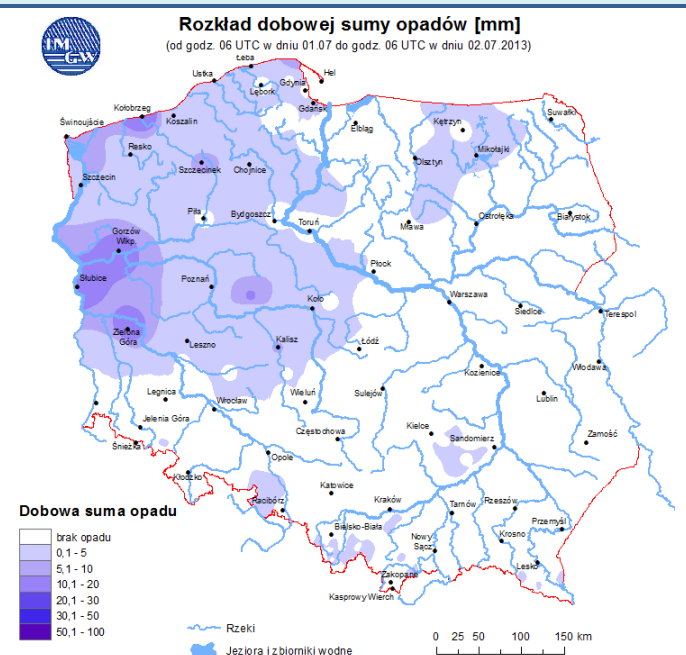 Rozkład dobowej sumy opadów [mm]
(od godz. 06 UTC w dniu 01.07 do godz. 06 UTC w dniu 02.07.2013)
IM
GW
Łeba
Ustka
Hel
Gdynia
Lębork
Kołobrzeg
Gdańsk
Koszalin
Świnoujście
Elbląg
Kętrzyn
Suwałki
Resko
Mikołajki
Szczecinek
Chojnice
Olsztyn
Szczecin
Piła
Bydgoszcz
Toruń
Mława
Ostrołęka
Białystok
Gorzów
Wlkp.
Płock
Słubice
Poznań
Koło
Warszawa
Siedlce
Terespol
Zielona
Góra
Leszno
Kalisz
Łódź
Kozienice
Włodawa
Legnica
Wrocław
Wieluń
Sulejów
Lublin
Jelenia Góra
Częstochowa
Kielce
Sandomierz
Zamość
Śnieżka
Opole
Kłodzko
Katowice
Racibórz
Kraków
Tarnów
Rzeszów
Przemyśl
Bielsko-Biała
Nowy
Sącz
Krosno
Lesko
Zakopane
Kasprowy Wierch
Dobowa suma opadu
brak opadu
0,1 - 5
5,1 - 10
10,1 - 20
20,1 - 30
30,1 - 50
50,1 - 100
Rzeki
Jeziora i zbiorniki wodne
0 25 50 100 150 km